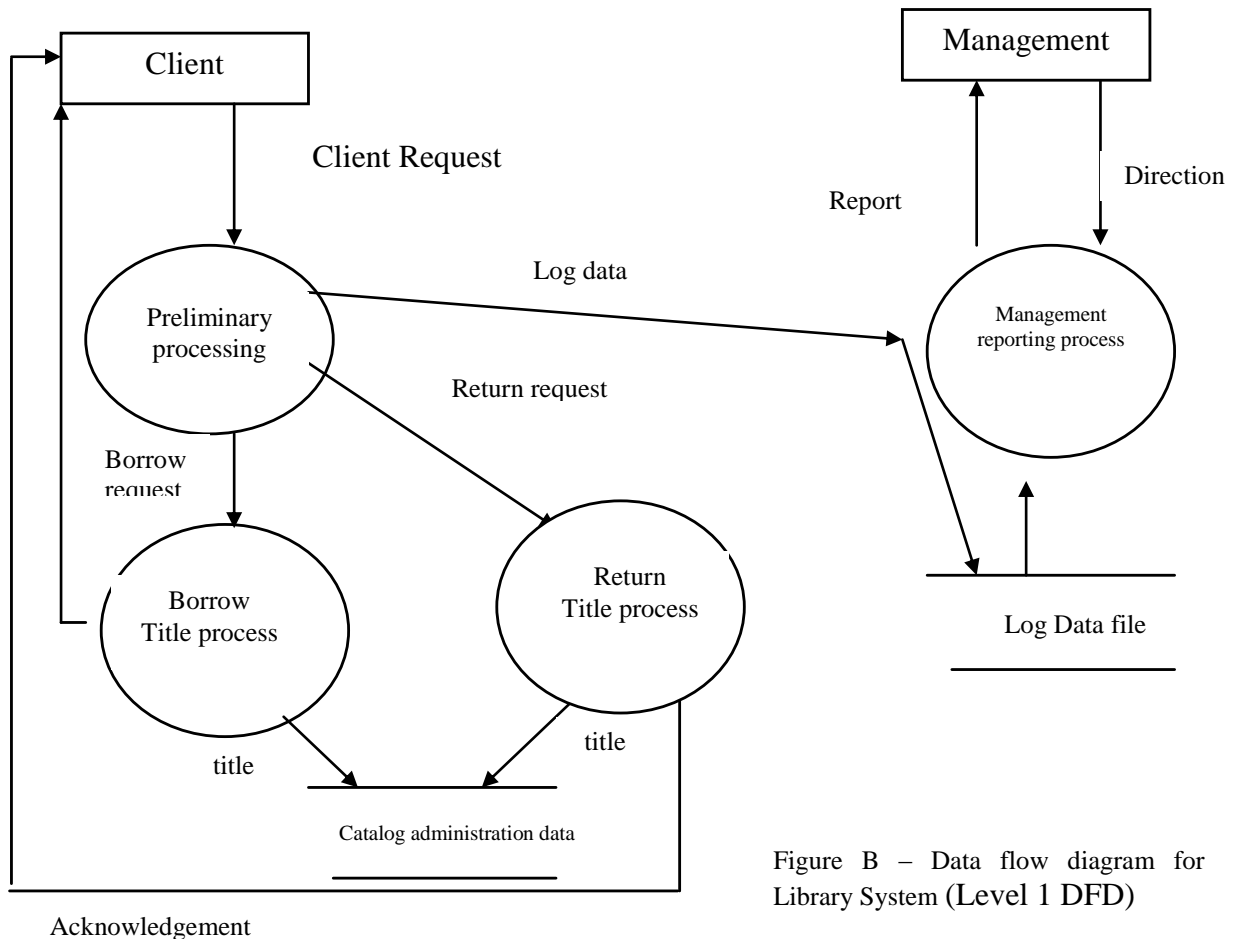 Client
Management
Client Request
Direction
Report
Log data
Preliminary
processing
Management
reporting process
Return request
Borrow
request
Borrow
Title process
Return
Title process
Log Data file
title
title
Catalog administration data
Figure B – Data flow diagram for
Library System (Level 1 DFD)
Acknowledgement